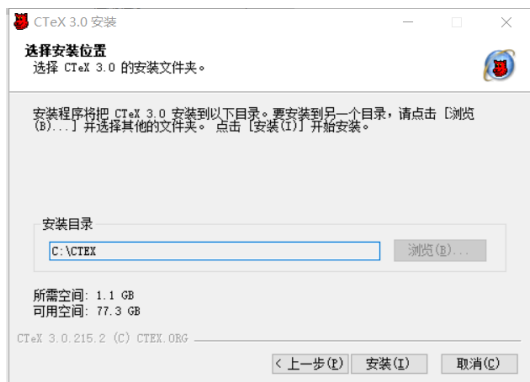 CTeX 3.0 安装
选择安装位置
选择 CTeX 3.0 的安装文件夹。
安装程序将把 CTeX 3.0 安装到以下目录。要安装到另一个目录，请点击 [浏览
(B)...] 并选择其他的文件夹。 点击 [安装(I)] 开始安装。
安装目录
C:\CTEX
浏览(B)...
所需空间: 1.1 GB
可用空间: 77.3 GB
CTeX 3.0.215.2 (C) CTEX.ORG
< 上一步(P) 安装(I) 取消(C)